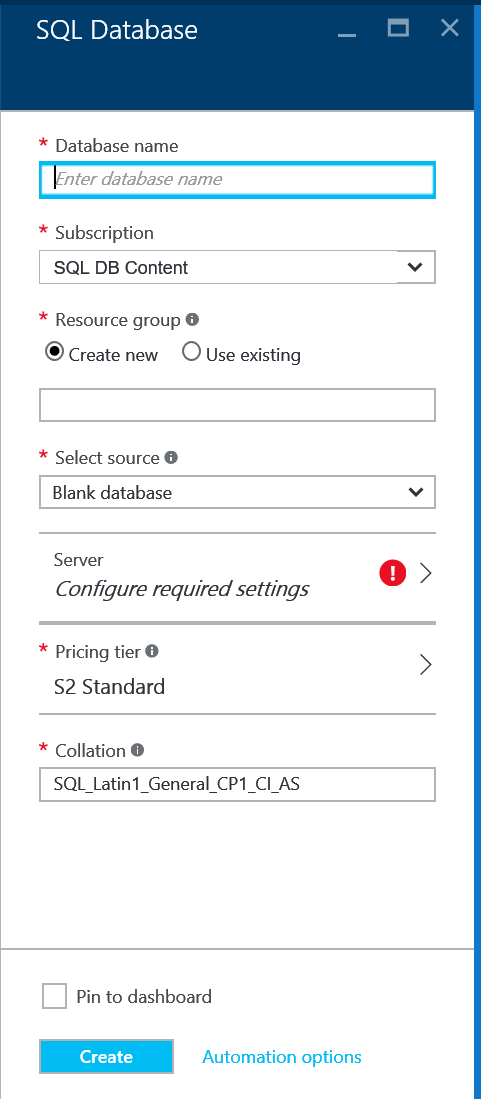 SQL Database
* Database name
Enter database name
* Subscription
SQL DB Content
* Resource group
Create new Use existing
* Select source
Blank database
Server
Configure required settings
* Pricing tier
S2 Standard
* Collation
SQL_Latin1_General_CP1_CI_AS
Pin to dashboard
Create Automation options